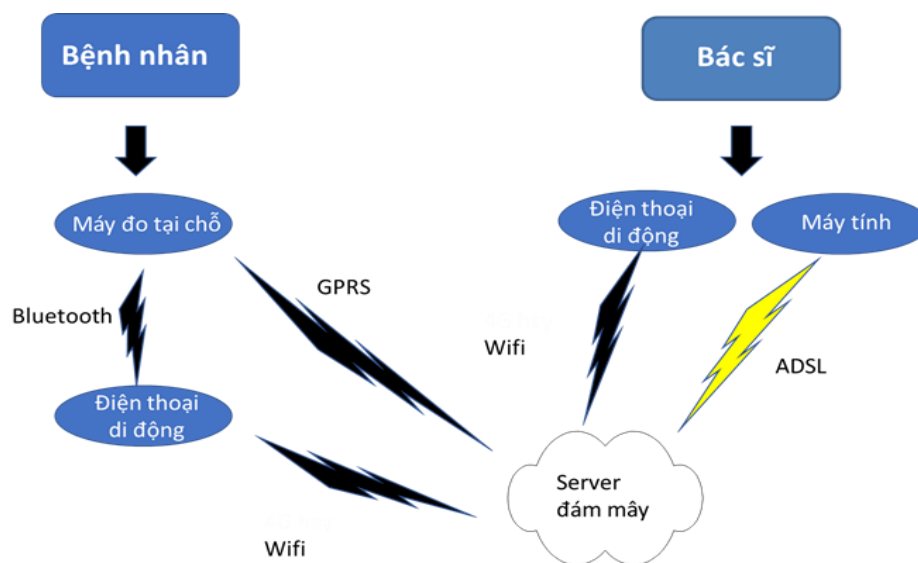 Bệnh nhân
Bác sĩ
Máy đo tại chỗ
Điện thoại
di động
Máy tính
GPRS
Bluetooth
Wifi
ADSL
Điện thoại
di động
Server
đám mây
Wifi